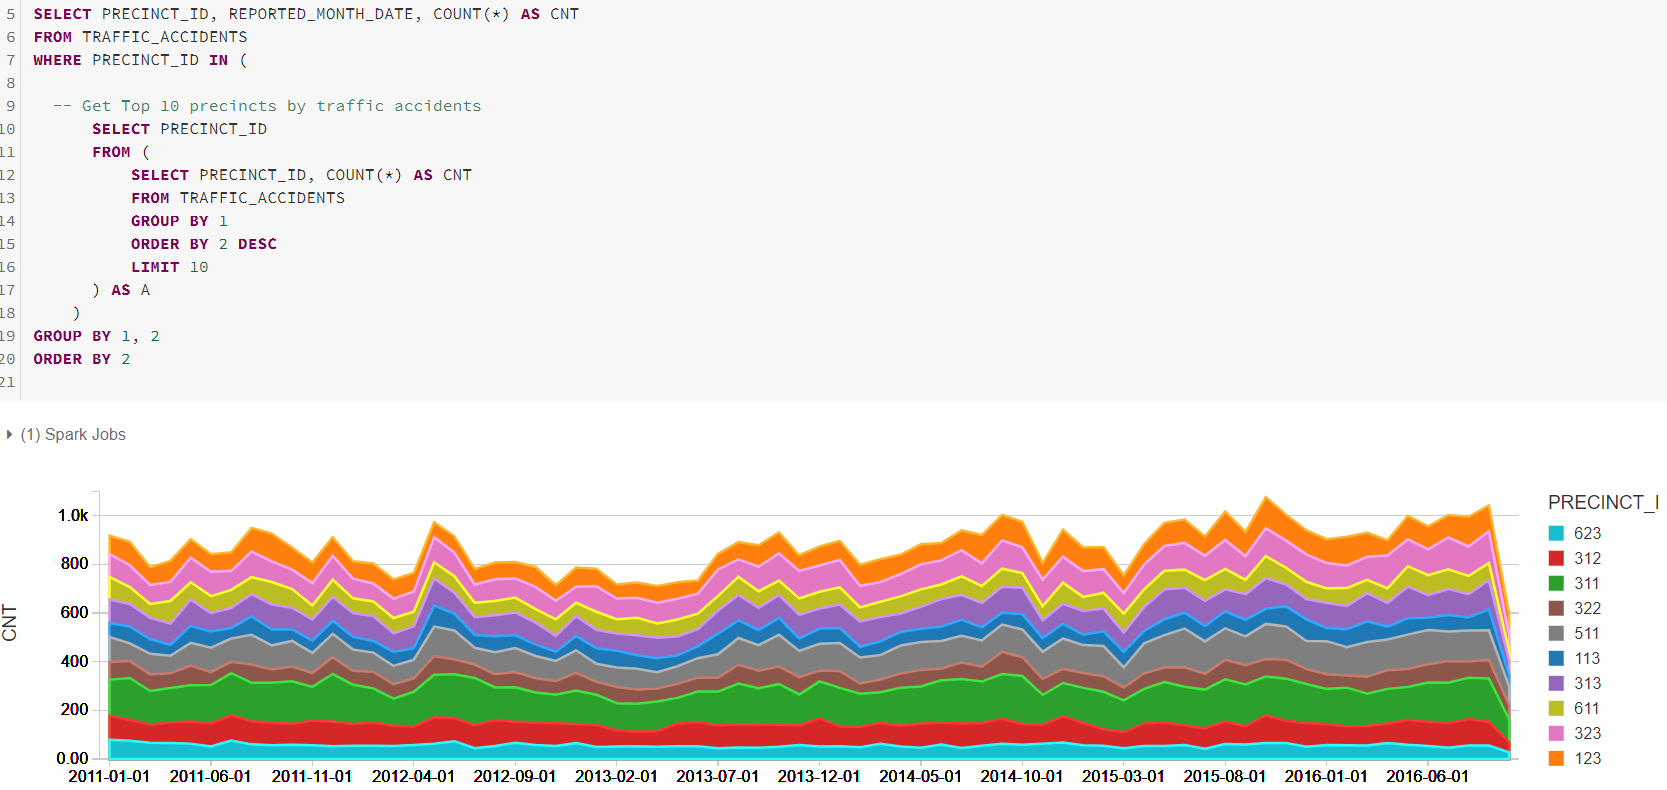 5 SELECT PRECINCT_ID, REPORTED_MONTH_DATE, COUNT(*) AS CNT
6 FROM TRAFFIC_ACCIDENTS
7 WHERE PRECINCT_ID IN (
8
9 -- Get Top 10 precincts by traffic accidents
10 SELECT PRECINCT_ID
11 FROM (
12 SELECT PRECINCT_ID, COUNT(*) AS CNT
13 FROM TRAFFIC_ACCIDENTS
14 GROUP BY 1
15 ORDER BY 2 DESC
16 LIMIT 10
17 ) AS A
18 )
19 GROUP BY 1, 2
20 ORDER BY 2
21
(1) Spark Jobs
CNT
1.0k
800
600
400
200
0.00
2011-01-01 2011-06-01 2011-11-01 2012-04-01 2012-09-01 2013-02-01 2013-07-01 2013-12-01 2014-05-01 2014-10-01 2015-03-01 2015-08-01 2016-01-01 2016-06-01
PRECINCT_I
623
312
311
322
511
113
313
611
323
123